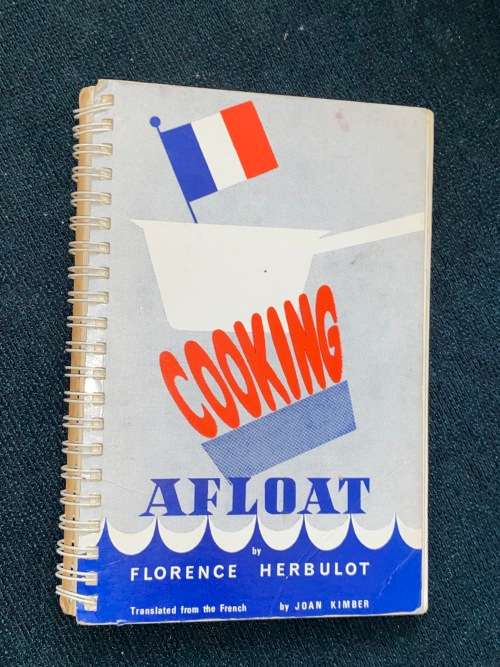 COOKING
AFLOAT
by
FLORENCE HERBULOT
Translated from the French by JOAN KIMBER